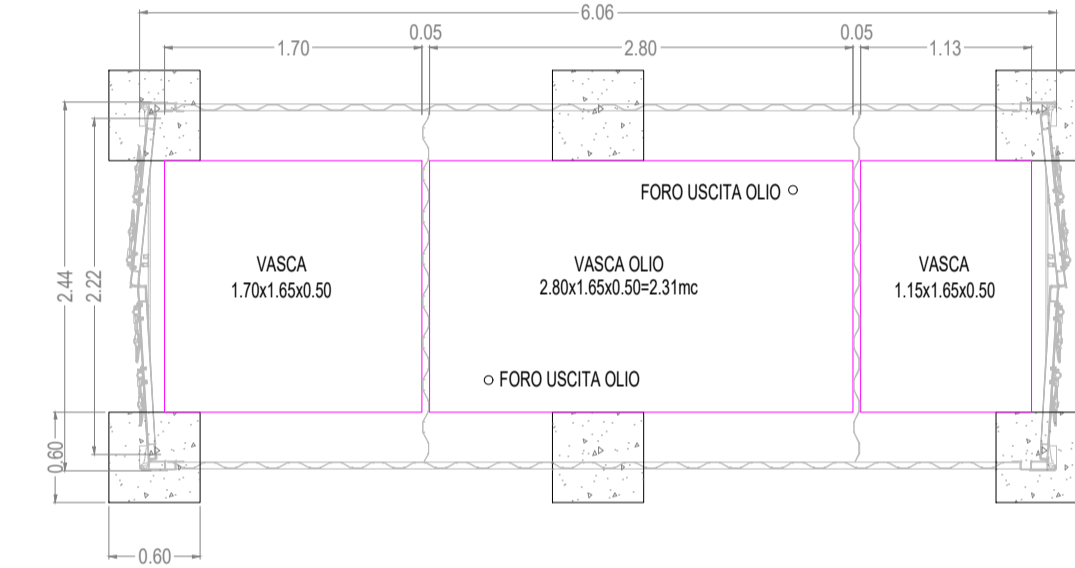 6.06
0.05
0.05
1.70
2.80
1.13
FORO USCITA OLIO
VASCA
1.70x1.65x0.50
VASCA OLIO
2.80x1.65x0.50=2.31mc
VASCA
1.15x1.65x0.50
2.44
2.22
FORO USCITA OLIO
0.60
0.60